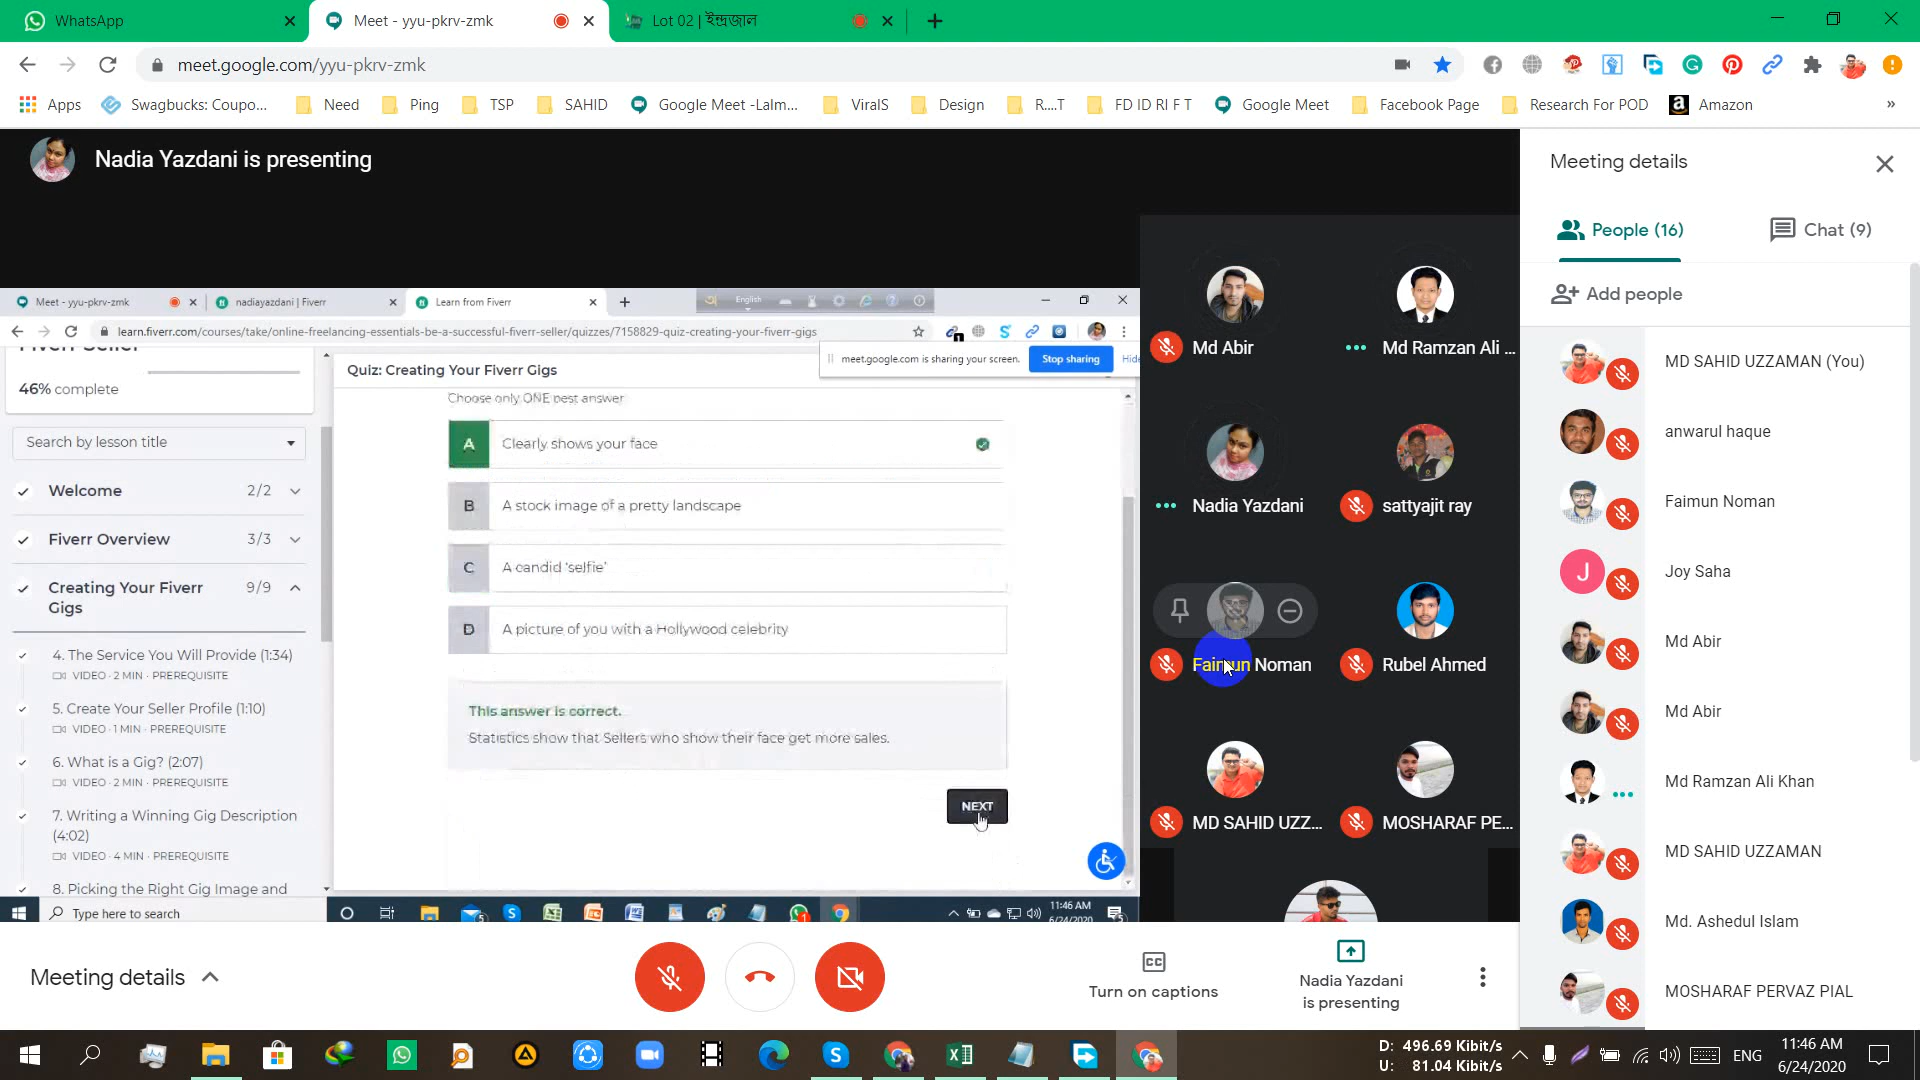 WhatsApp
Meet - yyu-pkrv-zmk
Lot 02 | ইন্দ্রজাল
meet.google.com/yyu-pkrv-zmk
Apps
Swagbucks: Coupo...
Need
Ping
TSP
SAHID
Google Meet -Lalm...
ViralS
Design
R....T
FD ID RI F T
Google Meet
Facebook Page
Research For POD
Amazon
»
Nadia Yazdani is presenting
Meet - yyu-pkrv-zmk
nadiayazdani | Fiverr
Learn from Fiverr
English
learn.fiverr.com/courses/take/online-freelancing-essentials-be-a-successful-fiverr-seller/quizzes/7158829-quiz-creating-your-fiverr-gigs
meet.google.com is sharing your screen.
Stop sharing
Hide
Fiverr Seller
46% complete
Search by lesson title
Welcome 2/2
Fiverr Overview 3/3
Creating Your Fiverr 9/9
Gigs
4. The Service You Will Provide (1:34)
VIDEO · 2 MIN · PREREQUISITE
5. Create Your Seller Profile (1:10)
VIDEO · 1 MIN · PREREQUISITE
6. What is a Gig? (2:07)
VIDEO · 2 MIN · PREREQUISITE
7. Writing a Winning Gig Description
(4:02)
VIDEO · 4 MIN · PREREQUISITE
8. Picking the Right Gig Image and
Quiz: Creating Your Fiverr Gigs
Choose only ONE best answer
A Clearly shows your face
B A stock image of a pretty landscape
C A candid 'selfie'
D A picture of you with a Hollywood celebrity
This answer is correct.
Statistics show that Sellers who show their face get more sales.
NEXT
Type here to search
11:46 AM
6/24/2020
Md Abir
Md Ramzan Ali ...
Nadia Yazdani
sattyajit ray
Faimun Noman
Rubel Ahmed
MD SAHID UZZ...
MOSHARAF PE...
Meeting details
People (16)
Chat (9)
Add people
MD SAHID UZZAMAN (You)
anwarul haque
Faimun Noman
J
Joy Saha
Md Abir
Md Abir
Md Ramzan Ali Khan
MD SAHID UZZAMAN
Md. Ashedul Islam
MOSHARAF PERVAZ PIAL
Meeting details
CC
Turn on captions
Nadia Yazdani
is presenting
D: 496.69 Kibit/s
U: 81.04 Kibit/s
ENG
11:46 AM
6/24/2020